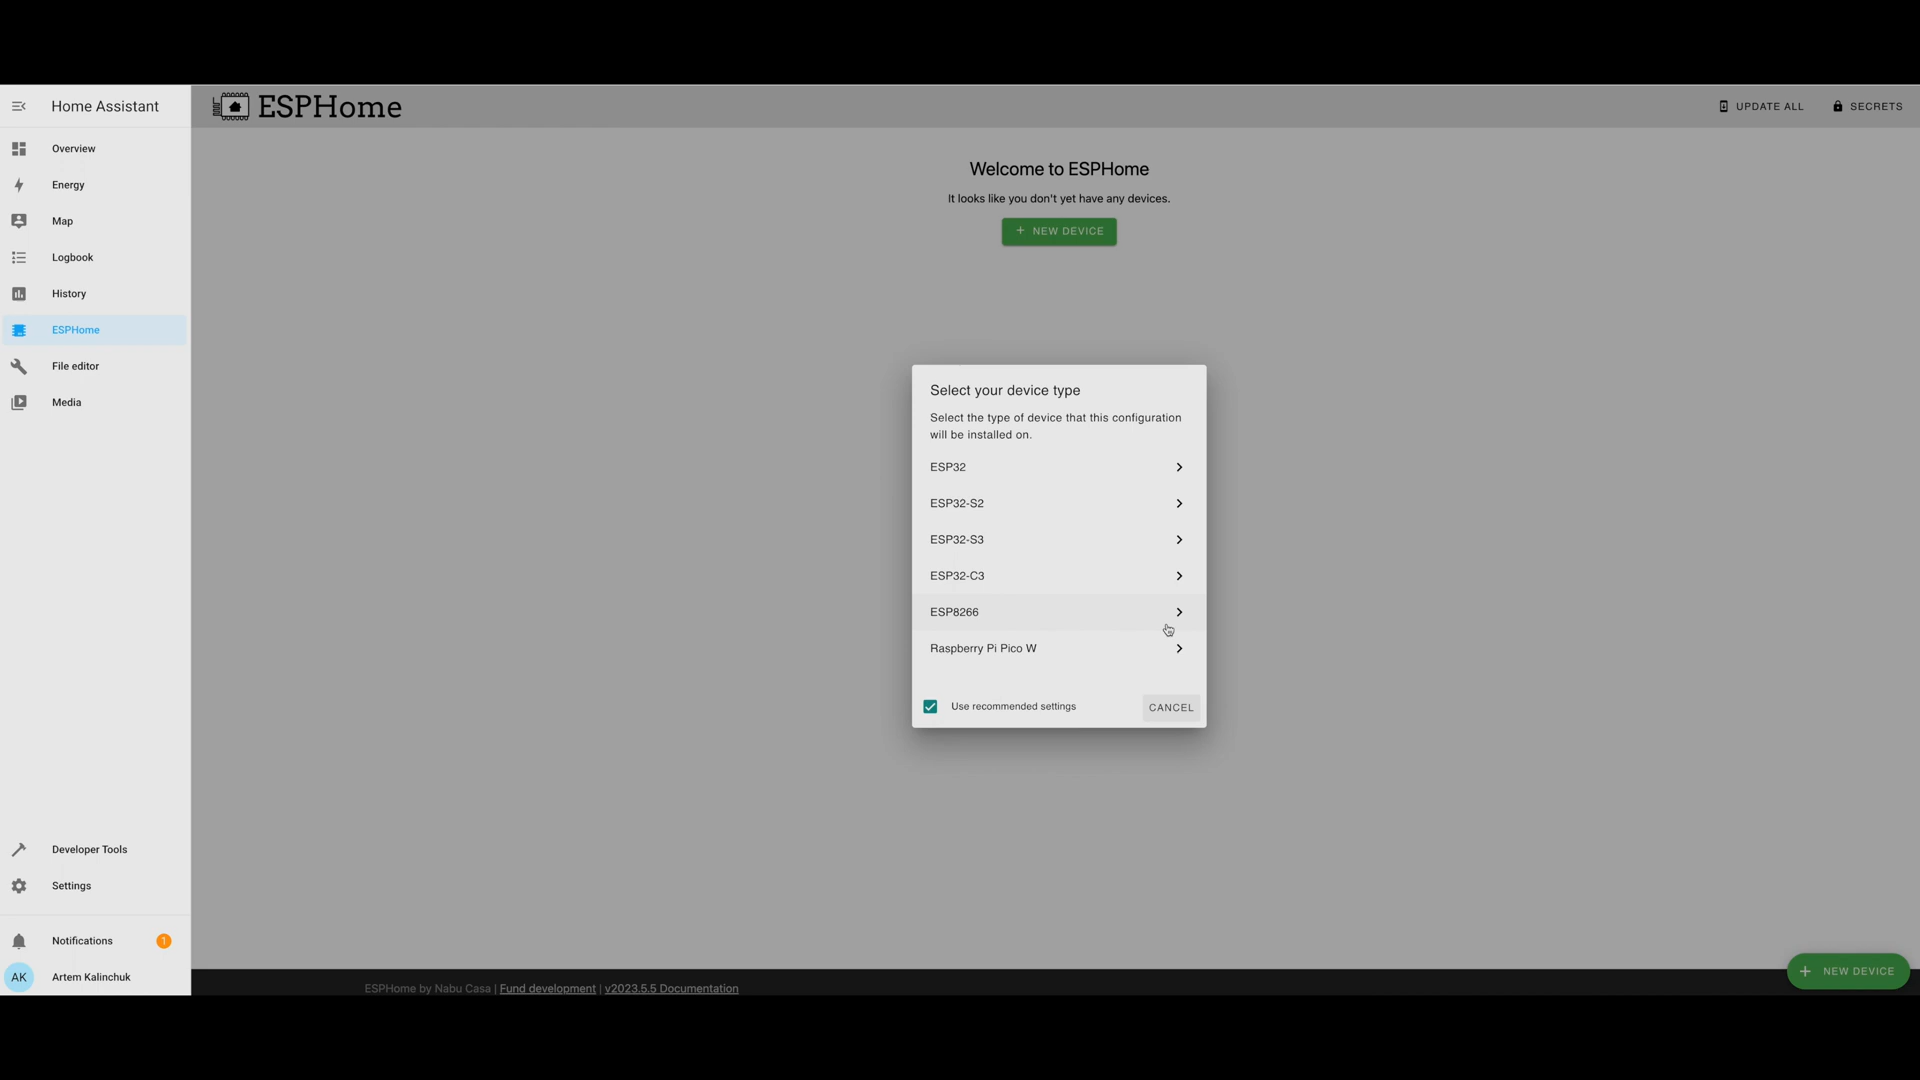 Home Assistant
ESPHome
UPDATE ALL
SECRETS
Overview
Energy
Map
Logbook
History
ESPHome
File editor
Media
Developer Tools
Settings
Notifications
1
AK
Artem Kalinchuk
Welcome to ESPHome
It looks like you don't yet have any devices.
+ NEW DEVICE
Select your device type
Select the type of device that this configuration
will be installed on.
ESP32
ESP32-S2
ESP32-S3
ESP32-C3
ESP8266
Raspberry Pi Pico W
Use recommended settings
CANCEL
+ NEW DEVICE
ESPHome by Nabu Casa | Fund development | v2023.5.5 Documentation